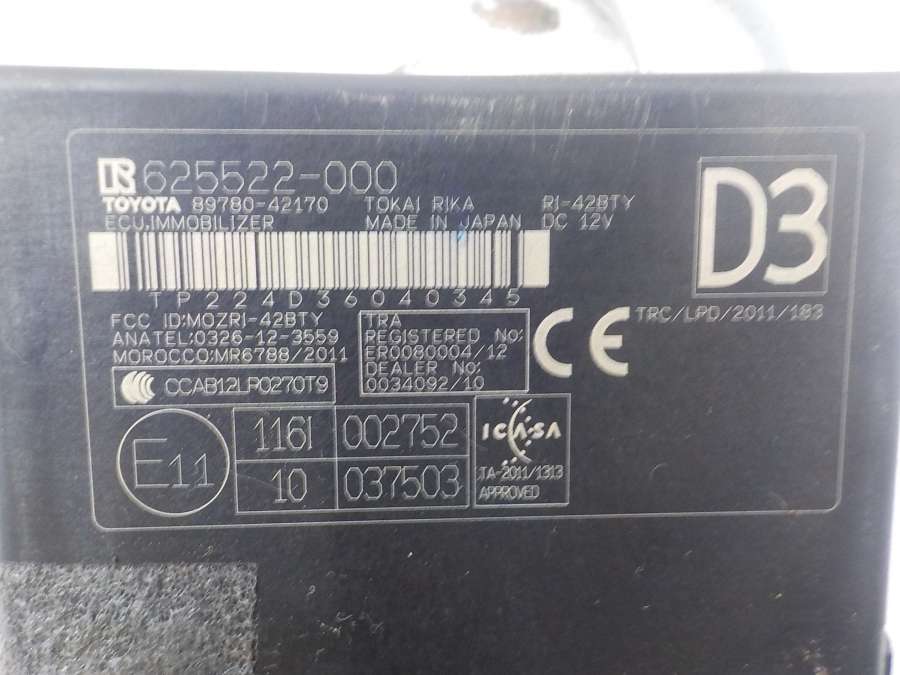 625522-000
TOYOTA 89780-42170 TOKAI RIKA RI-42BTY
ECU,IMMOBILIZER MADE IN JAPAN DC 12V
D3
TP224D36040345
FCC ID:MOZRI-42BTY
ANATEL:0326-12-3559
MOROCCO:MR6788/2011
TRA
REGISTERED No:
ER0080004/12
DEALER No:
0034092/10
CE
TRC/LPD/2011/183
CCAB12LP0270T9
E11
116I 002752
10 037503
ICASA
TA-2011/1313
APPROVED